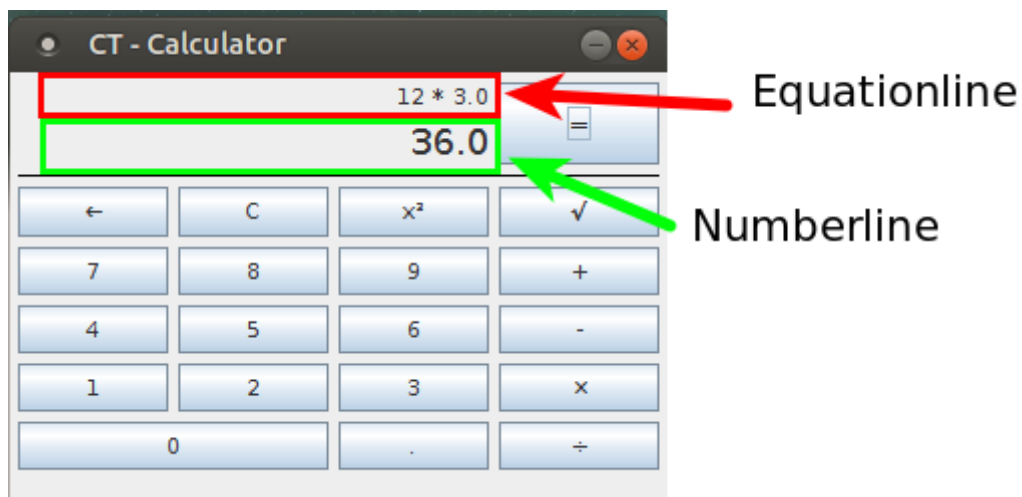 CT - Calculator
12 * 3.0
Equationline
=
36.0
Numberline
← C x² √
7 8 9 +
4 5 6 -
1 2 3 ×
0 . ÷